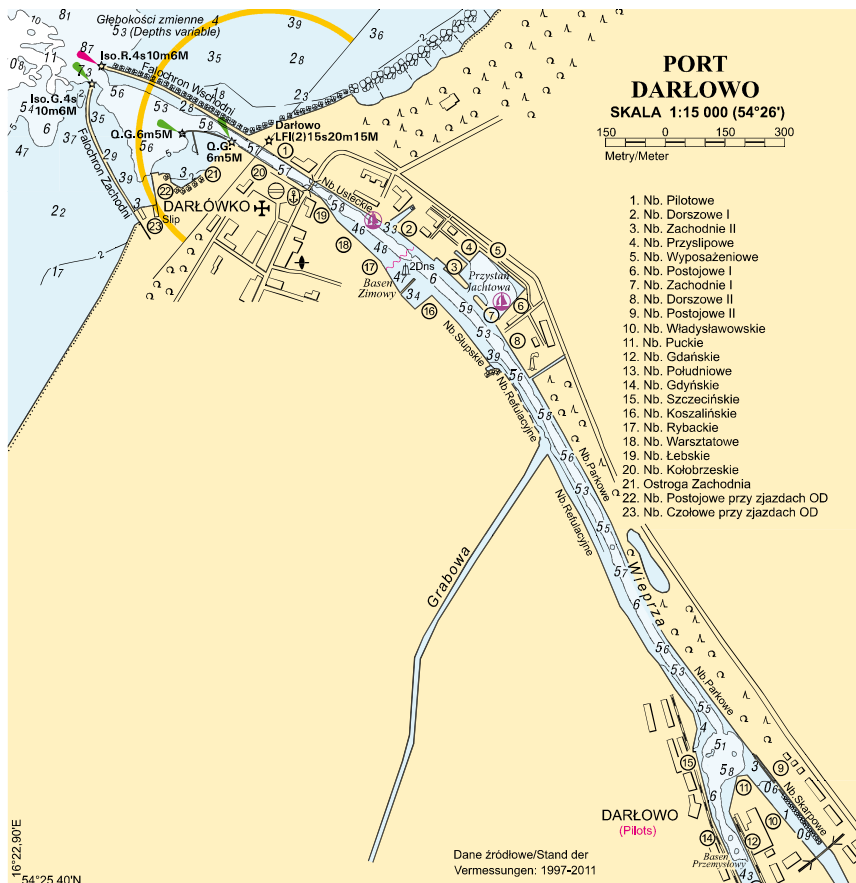 Głębokości zmienne
(Depths variable)
Iso.R.4s10m6M
Iso.G.4s
10m6M
Falochron Wschodni
Falochron Zachodni
Q.G.6m5M
Q.G.
6m5M
Darłowo
LFl(2)15s20m15M
DARŁÓWKO
Slip
Nb. Usteckie
2Dns
Basen
Zimowy
Przystań
Jachtowa
Nb. Słupskie
Nb. Refulacyjne
Nb. Parkowe
Nb. Refulacyjne
Grabowa
Wieprza
Nb. Parkowe
Nb. Skarpowe
DARŁOWO
(Pilots)
Basen
Przemysłowy
Dane źródłowe/Stand der
Vermessungen: 1997-2011
16°22,90'E
54°25,40'N
PORT
DARŁOWO
SKALA 1:15 000 (54°26')
150 0 150 300
Metry/Meter
1. Nb. Pilotowe
2. Nb. Dorszowe I
3. Nb. Zachodnie II
4. Nb. Przyslipowe
5. Nb. Wyposażeniowe
6. Nb. Postojowe I
7. Nb. Zachodnie I
8. Nb. Dorszowe II
9. Nb. Postojowe II
10. Nb. Władysławowskie
11. Nb. Puckie
12. Nb. Gdańskie
13. Nb. Południowe
14. Nb. Gdyńskie
15. Nb. Szczecińskie
16. Nb. Koszalińskie
17. Nb. Rybackie
18. Nb. Warsztatowe
19. Nb. Łebskie
20. Nb. Kołobrzeskie
21. Ostroga Zachodnia
22. Nb. Postojowe przy zjazdach OD
23. Nb. Czołowe przy zjazdach OD